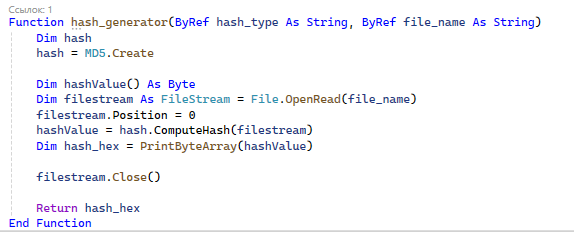 Ссылок: 1
Function hash_generator(ByRef hash_type As String, ByRef file_name As String)
Dim hash
hash = MD5.Create
Dim hashValue() As Byte
Dim filestream As FileStream = File.OpenRead(file_name)
filestream.Position = 0
hashValue = hash.ComputeHash(filestream)
Dim hash_hex = PrintByteArray(hashValue)
filestream.Close()
Return hash_hex
End Function